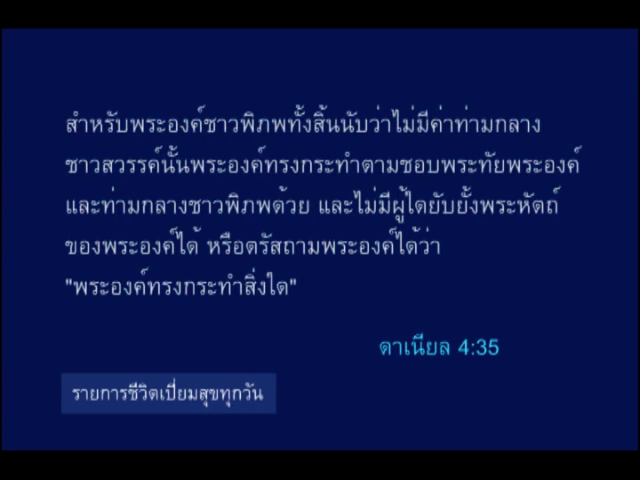 สำหรับพระองค์ชาวพิภพทั้งสิ้นนับว่าไม่มีค่าท่ามกลาง
ชาวสวรรค์นั้นพระองค์ทรงกระทำตามชอบพระทัยพระองค์
และท่ามกลางชาวพิภพด้วย และไม่มีผู้ใดยับยั้งพระหัตถ์
ของพระองค์ได้ หรือตรัสถามพระองค์ได้ว่า
"พระองค์ทรงกระทำสิ่งใด"
ดาเนียล 4:35
รายการชีวิตเปี่ยมสุขทุกวัน